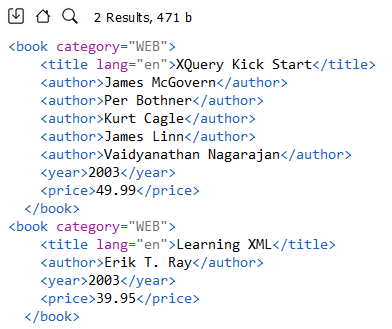 2 Results, 471 b
<book category="WEB">
    <title lang="en">XQuery Kick Start</title>
    <author>James McGovern</author>
    <author>Per Bothner</author>
    <author>Kurt Cagle</author>
    <author>James Linn</author>
    <author>Vaidyanathan Nagarajan</author>
    <year>2003</year>
    <price>49.99</price>
  </book>
<book category="WEB">
    <title lang="en">Learning XML</title>
    <author>Erik T. Ray</author>
    <year>2003</year>
    <price>39.95</price>
  </book>